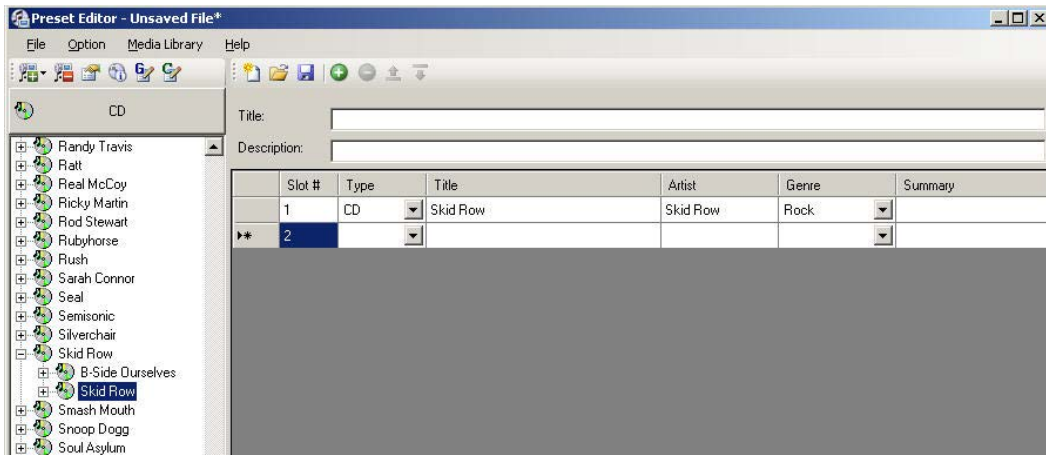 Preset Editor - Unsaved File*
File Option Media Library Help
CD
Title:
Description:
Randy Travis
Ratt
Real McCoy
Ricky Martin
Rod Stewart
Rubyhorse
Rush
Sarah Connor
Seal
Semisonic
Silverchair
Skid Row
B-Side Ourselves
Skid Row
Smash Mouth
Snoop Dogg
Soul Asylum
Slot # Type Title Artist Genre Summary
1 CD Skid Row Skid Row Rock
2